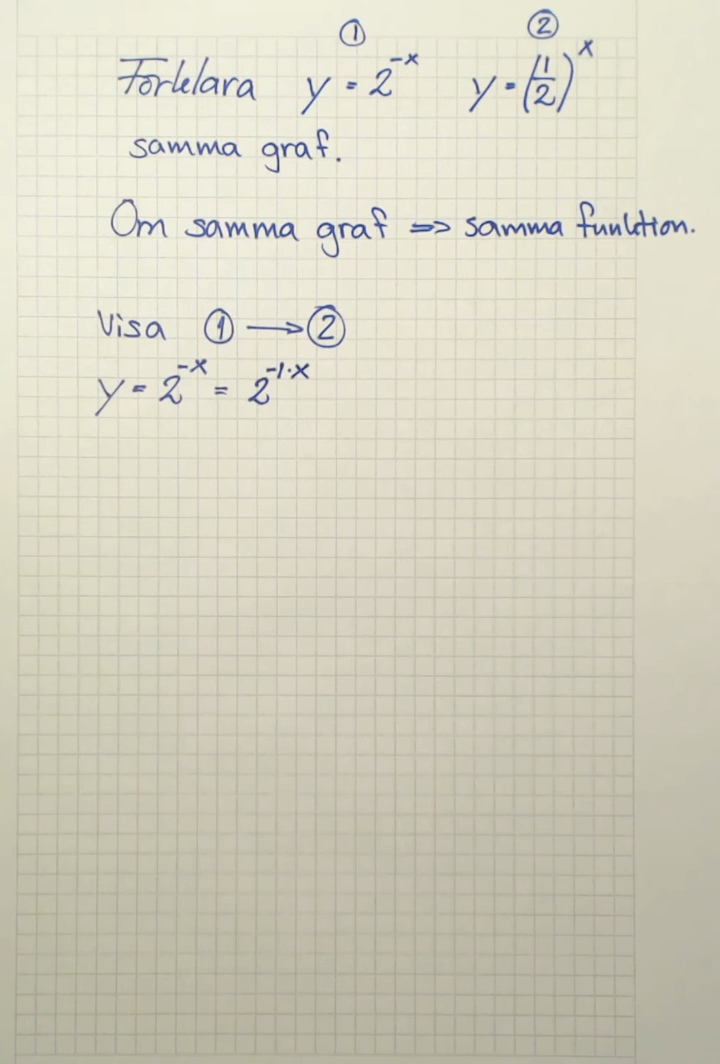 ① ②
Förklara y = 2^-x y = (1/2)^x
samma graf.
Om samma graf => samma funktion.
Visa ① → ②
y = 2^-x = 2^-1·x